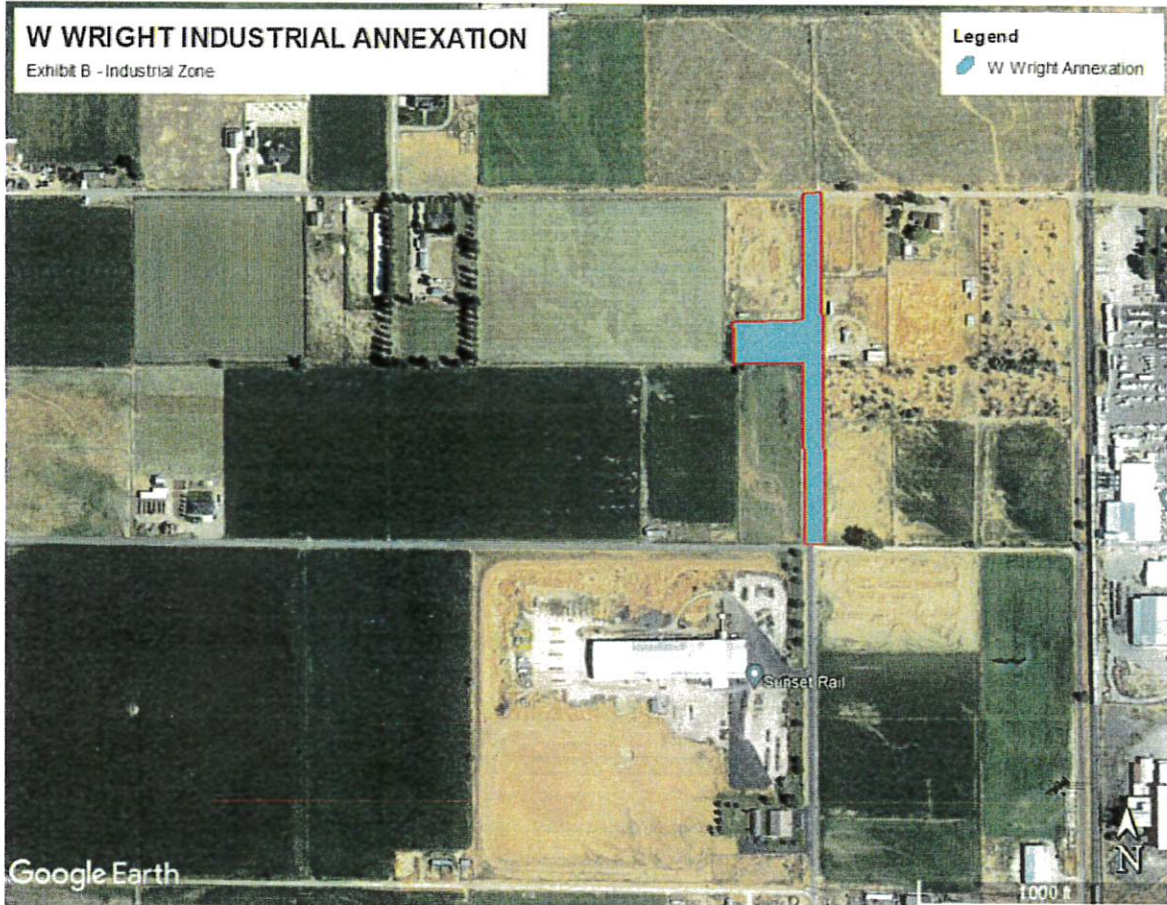 W WRIGHT INDUSTRIAL ANNEXATION
Exhibit B - Industrial Zone
Legend
W Wright Annexation
Sunset Rail
Google Earth
N
1000 ft